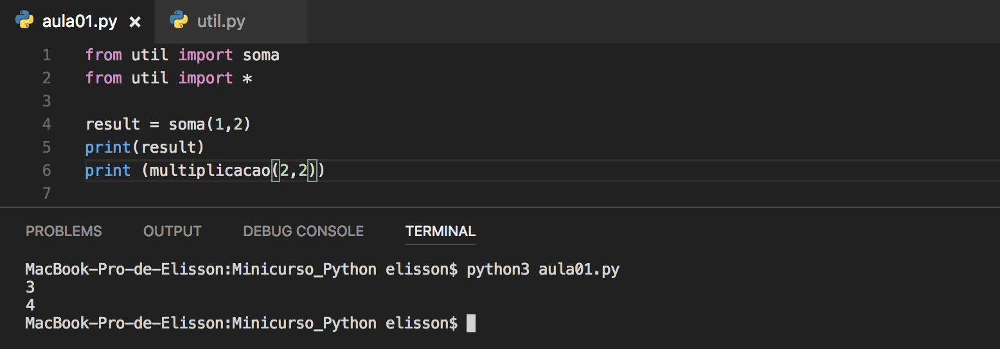 aula01.py × util.py
1 from util import soma
2 from util import *
3
4 result = soma(1,2)
5 print(result)
6 print (multiplicacao(2,2))
7
PROBLEMS OUTPUT DEBUG CONSOLE TERMINAL
MacBook-Pro-de-Elisson:Minicurso_Python elisson$ python3 aula01.py
3
4
MacBook-Pro-de-Elisson:Minicurso_Python elisson$